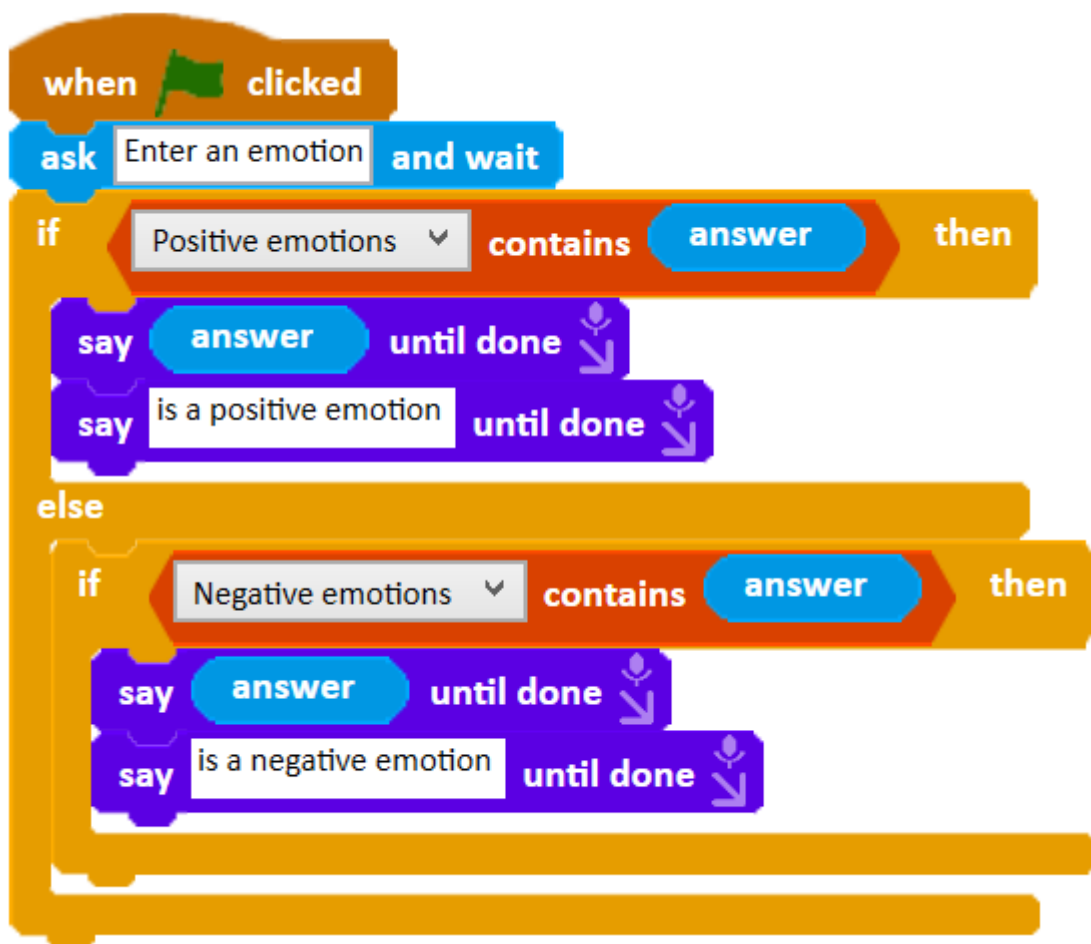 when clicked
ask Enter an emotion and wait
if Positive emotions contains answer then
say answer until done
say is a positive emotion until done
else
if Negative emotions contains answer then
say answer until done
say is a negative emotion until done